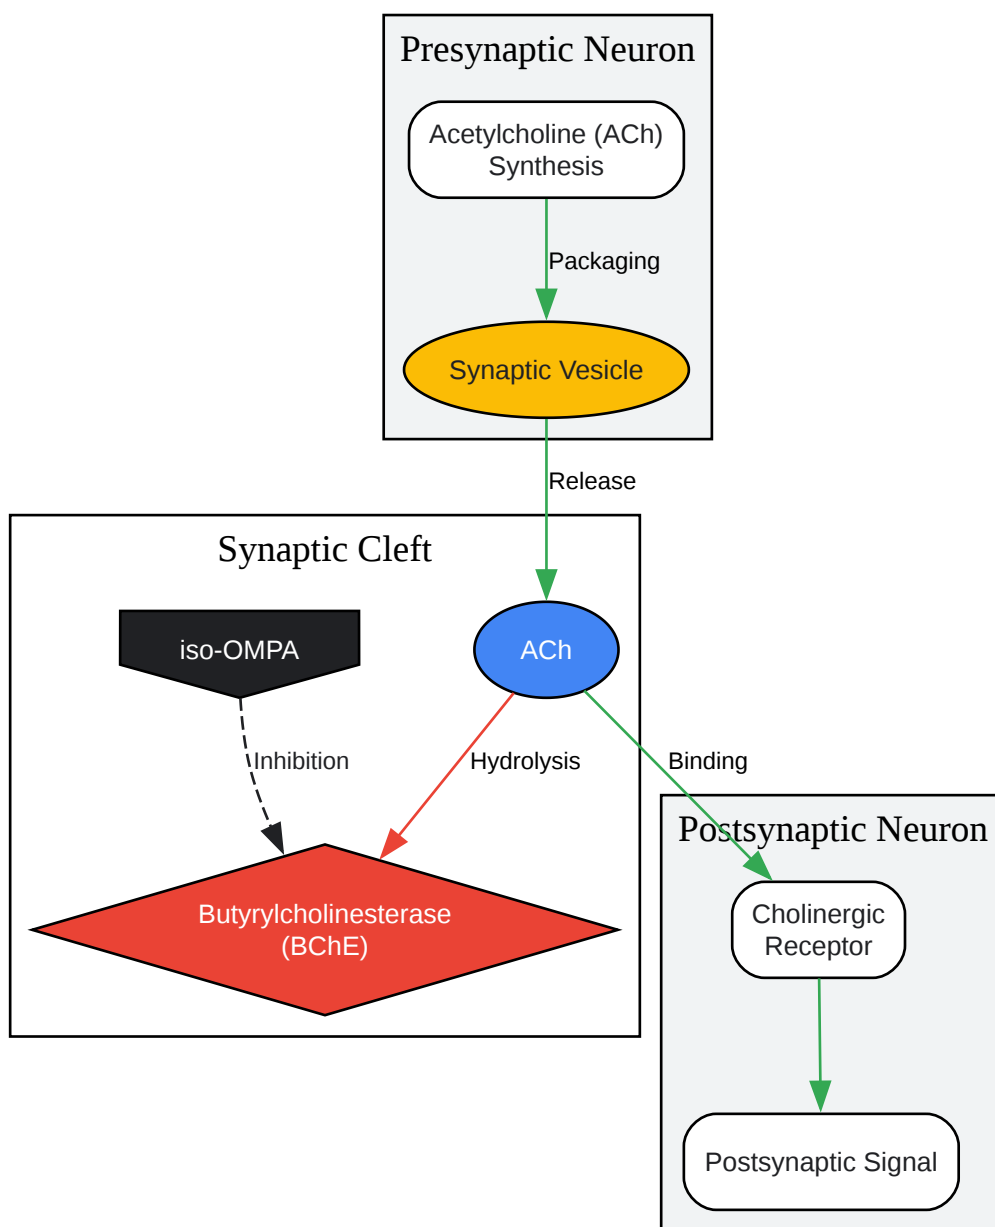 Presynaptic Neuron
Acetylcholine (ACh)
Synthesis
Packaging
Synaptic Vesicle
Release
Synaptic Cleft
iso-OMPA
ACh
Inhibition
Hydrolysis
Binding
Postsynaptic Neuron
Butyrylcholinesterase
(BChE)
Cholinergic
Receptor
Postsynaptic Signal